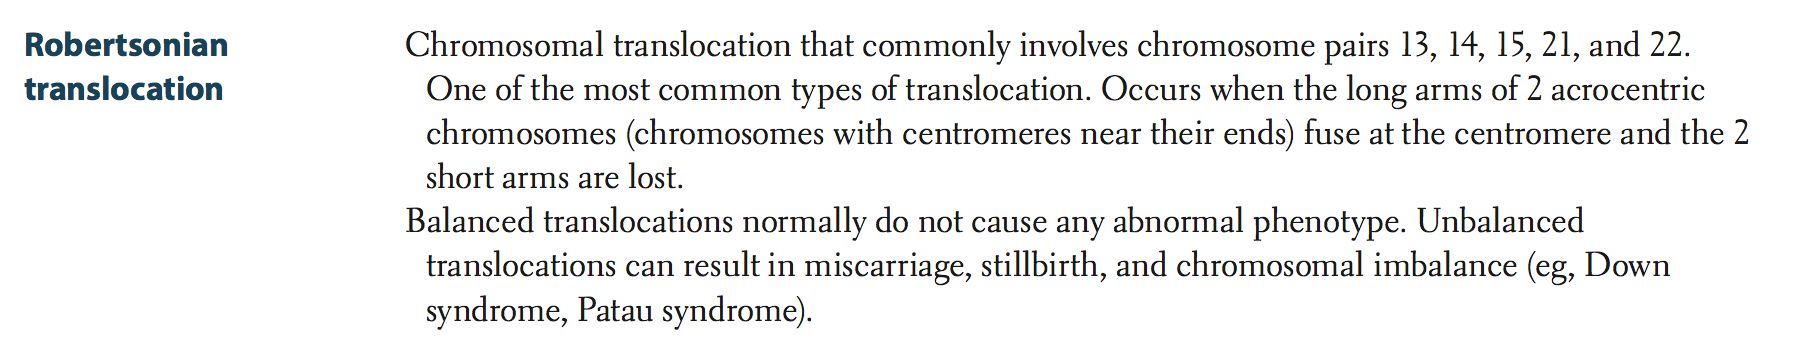 Robertsonian
translocation
Chromosomal translocation that commonly involves chromosome pairs 13, 14, 15, 21, and 22.
One of the most common types of translocation. Occurs when the long arms of 2 acrocentric
chromosomes (chromosomes with centromeres near their ends) fuse at the centromere and the 2
short arms are lost.
Balanced translocations normally do not cause any abnormal phenotype. Unbalanced
translocations can result in miscarriage, stillbirth, and chromosomal imbalance (eg, Down
syndrome, Patau syndrome).